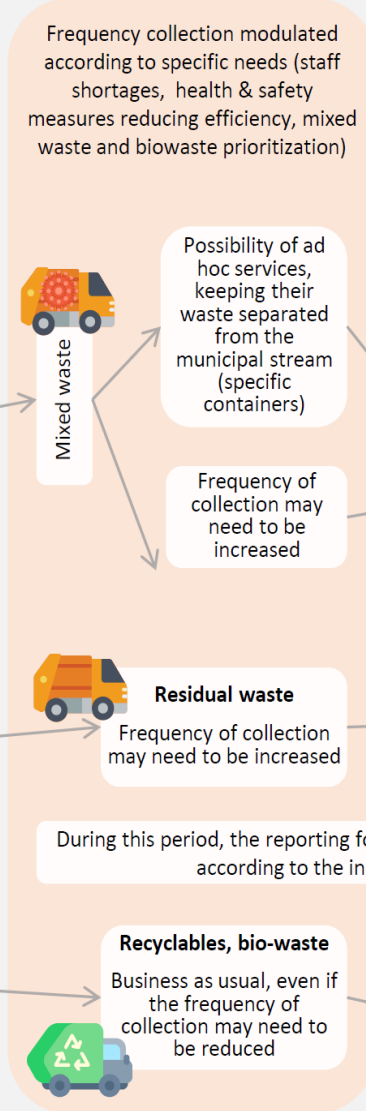 Frequency collection modulated
according to specific needs (staff
shortages, health & safety
measures reducing efficiency, mixed
waste and biowaste prioritization)
Mixed waste
Possibility of ad
hoc services,
keeping their
waste separated
from the
municipal stream
(specific
containers)
Frequency of
collection may
need to be
increased
Residual waste
Frequency of collection
may need to be increased
During this period, the reporting fo
according to the in
Recyclables, bio-waste
Business as usual, even if
the frequency of
collection may need to
be reduced